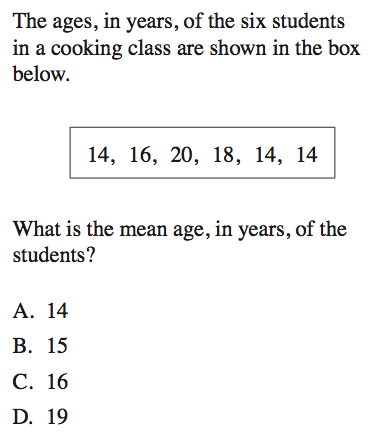 The ages, in years, of the six students
in a cooking class are shown in the box
below.
14, 16, 20, 18, 14, 14
What is the mean age, in years, of the
students?
A. 14
B. 15
C. 16
D. 19